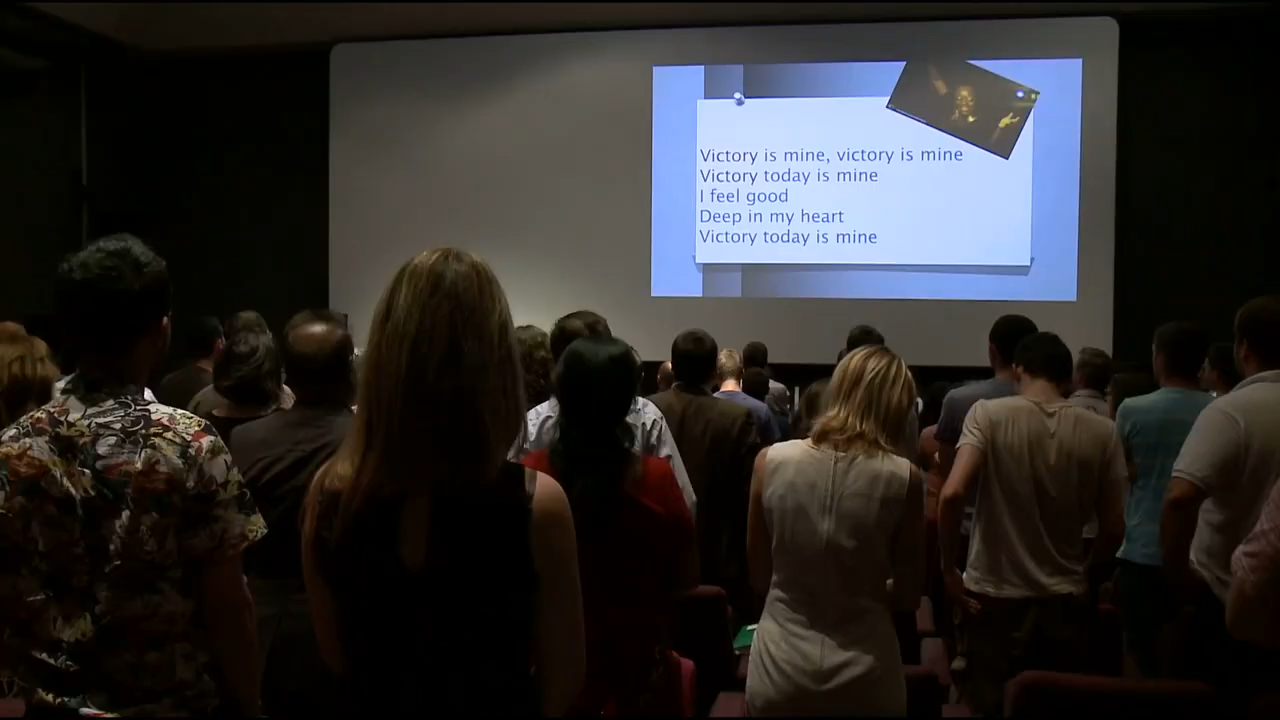 Victory is mine, victory is mine
Victory today is mine
I feel good
Deep in my heart
Victory today is mine